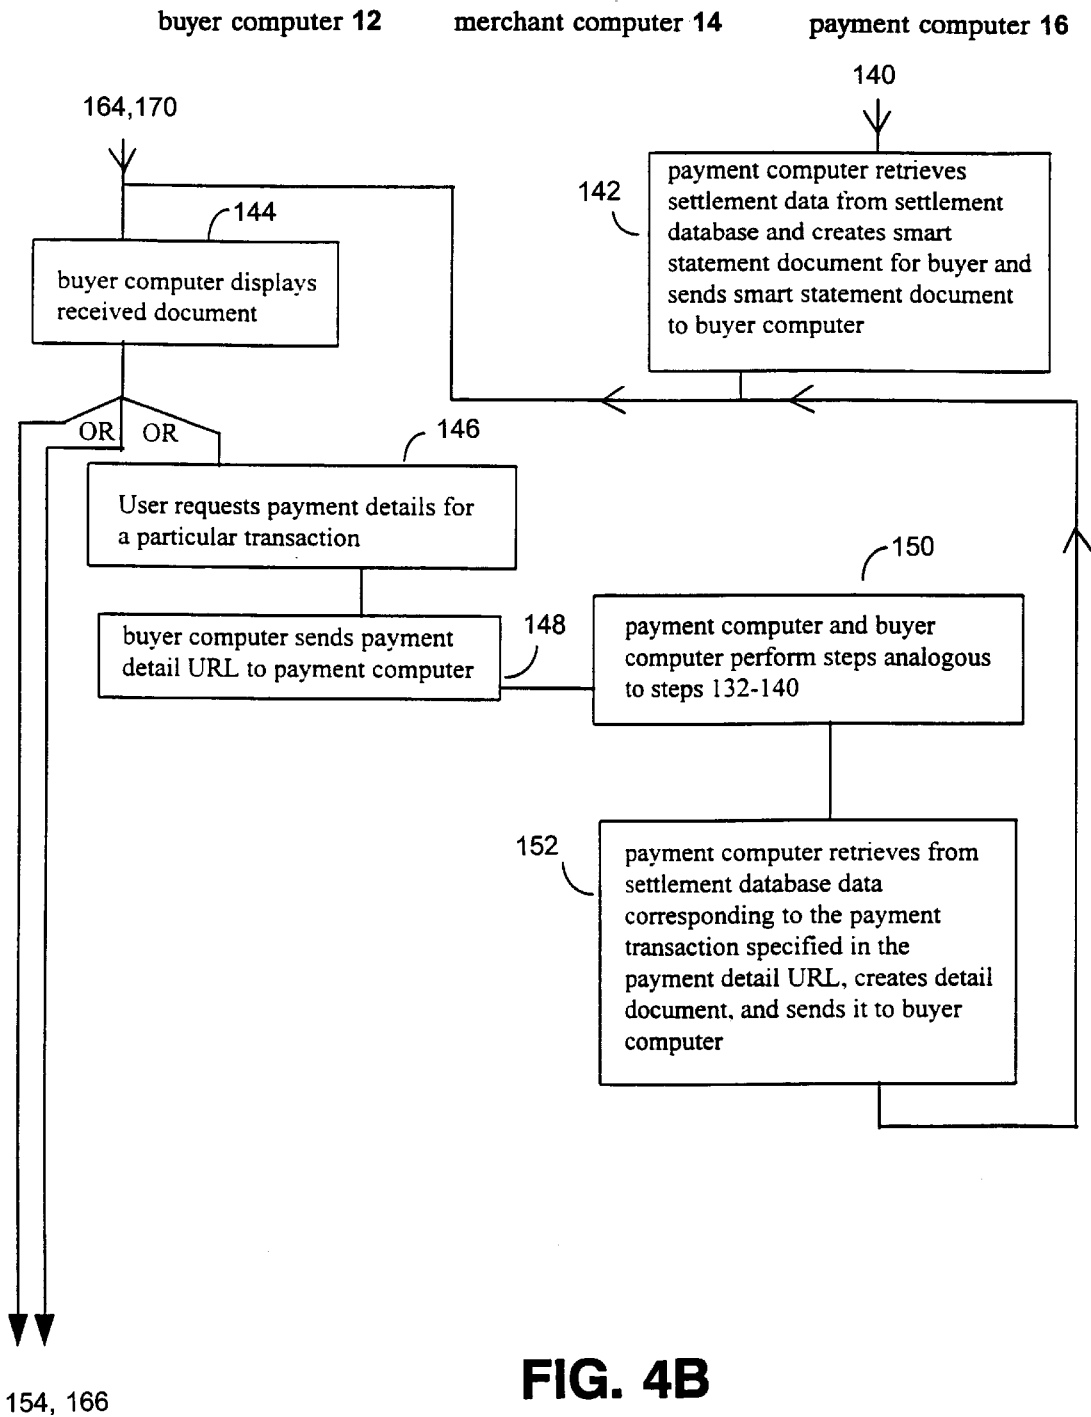 buyer computer 12 merchant computer 14 payment computer 16
140
164,170
142
payment computer retrieves
settlement data from settlement
database and creates smart
statement document for buyer and
sends smart statement document
to buyer computer
144
buyer computer displays
received document
OR OR
146
User requests payment details for
a particular transaction
148
buyer computer sends payment
detail URL to payment computer
150
payment computer and buyer
computer perform steps analogous
to steps 132-140
152
payment computer retrieves from
settlement database data
corresponding to the payment
transaction specified in the
payment detail URL, creates detail
document, and sends it to buyer
computer
154, 166
FIG. 4B